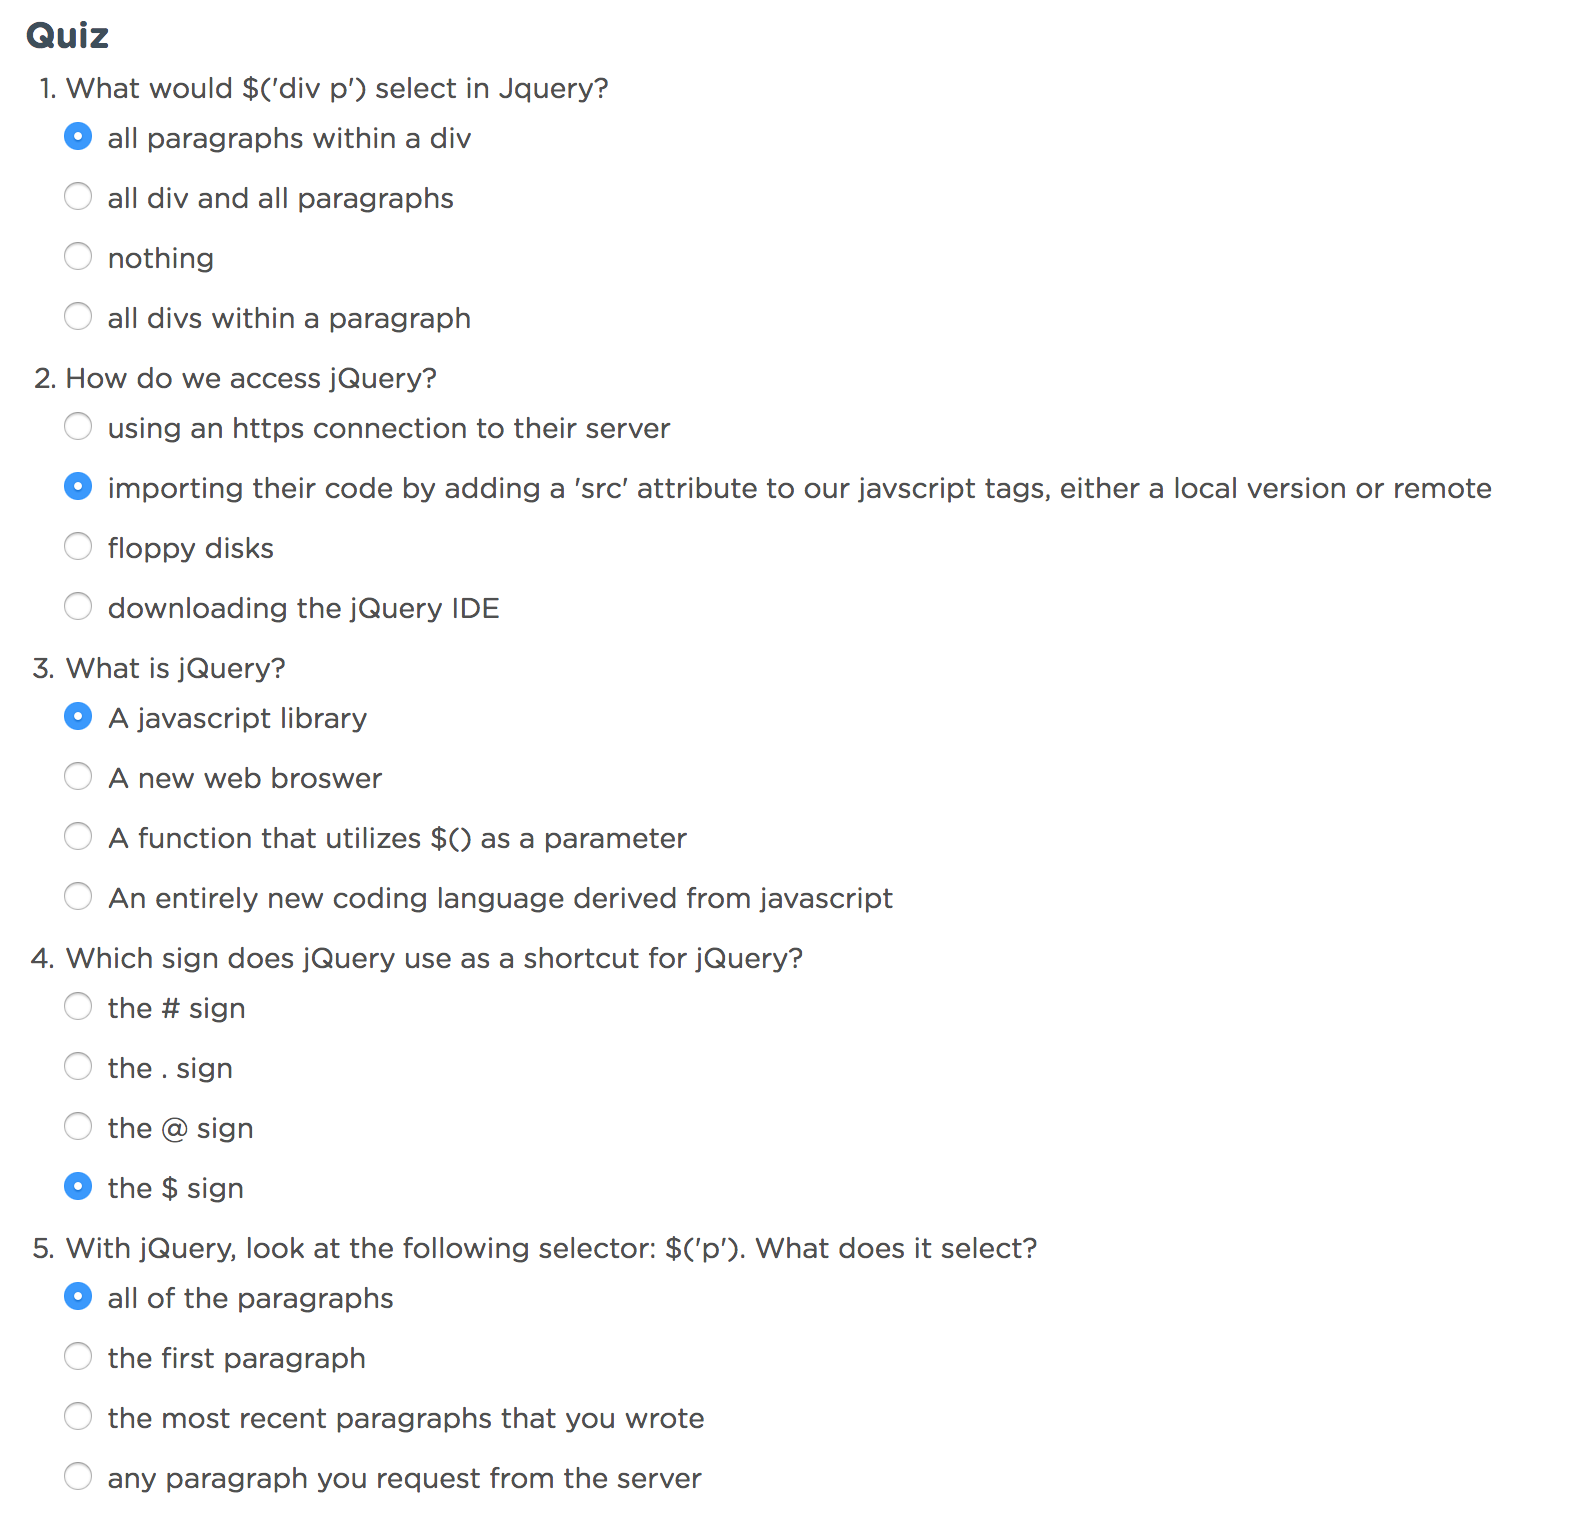 Quiz
1. What would $('div p') select in Jquery?
all paragraphs within a div
all div and all paragraphs
nothing
all divs within a paragraph
2. How do we access jQuery?
using an https connection to their server
importing their code by adding a 'src' attribute to our javscript tags, either a local version or remote
floppy disks
downloading the jQuery IDE
3. What is jQuery?
A javascript library
A new web broswer
A function that utilizes $() as a parameter
An entirely new coding language derived from javascript
4. Which sign does jQuery use as a shortcut for jQuery?
the # sign
the . sign
the @ sign
the $ sign
5. With jQuery, look at the following selector: $('p'). What does it select?
all of the paragraphs
the first paragraph
the most recent paragraphs that you wrote
any paragraph you request from the server